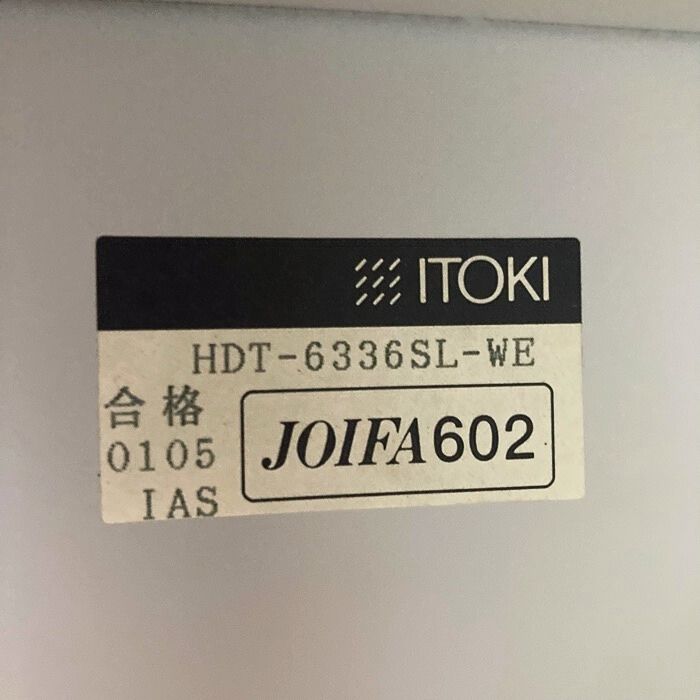 ITOKI
HDT-6336SL-WE
合格
0105
IAS
JOIFA602